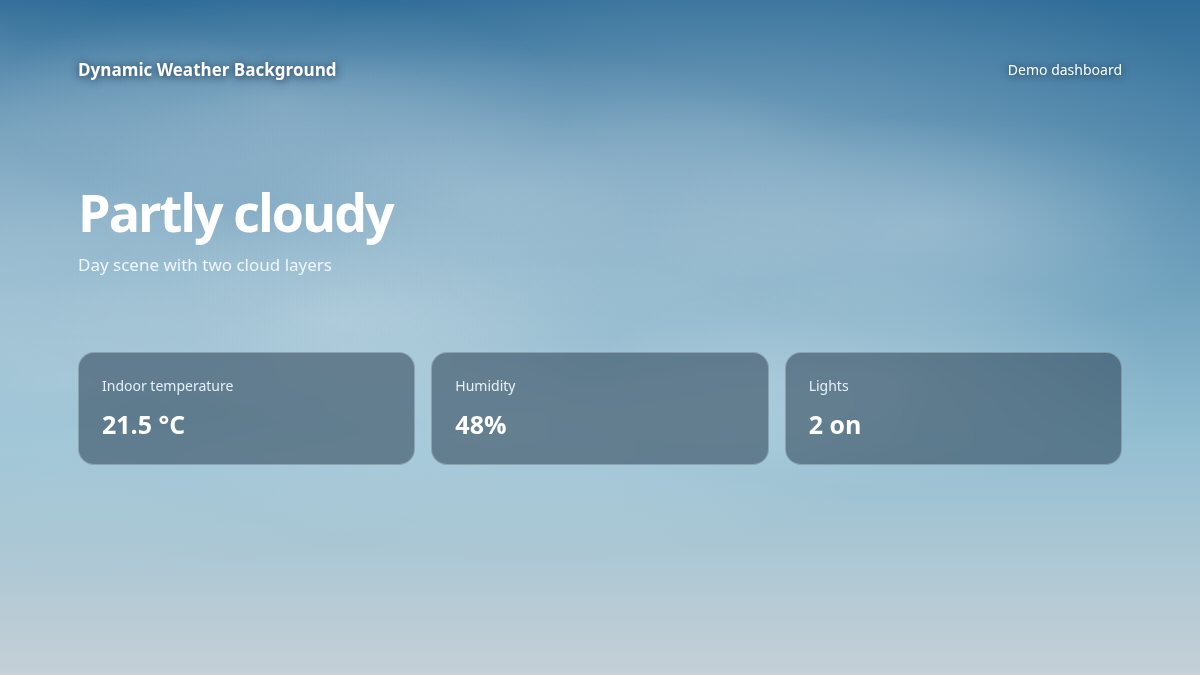 Dynamic Weather Background
Demo dashboard
Partly cloudy
Day scene with two cloud layers
Indoor temperature
21.5 °C
Humidity
48%
Lights
2 on